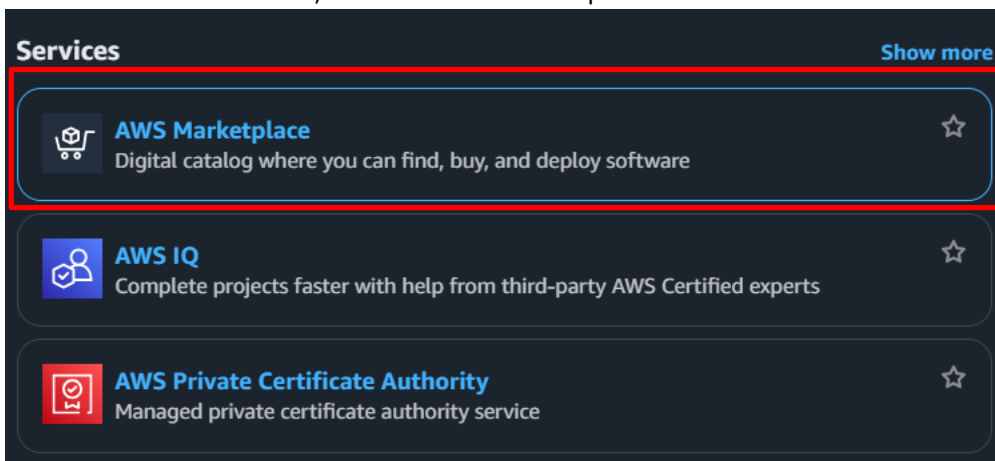 Services
Show more
AWS Marketplace
Digital catalog where you can find, buy, and deploy software
AWS IQ
Complete projects faster with help from third-party AWS Certified experts
AWS Private Certificate Authority
Managed private certificate authority service